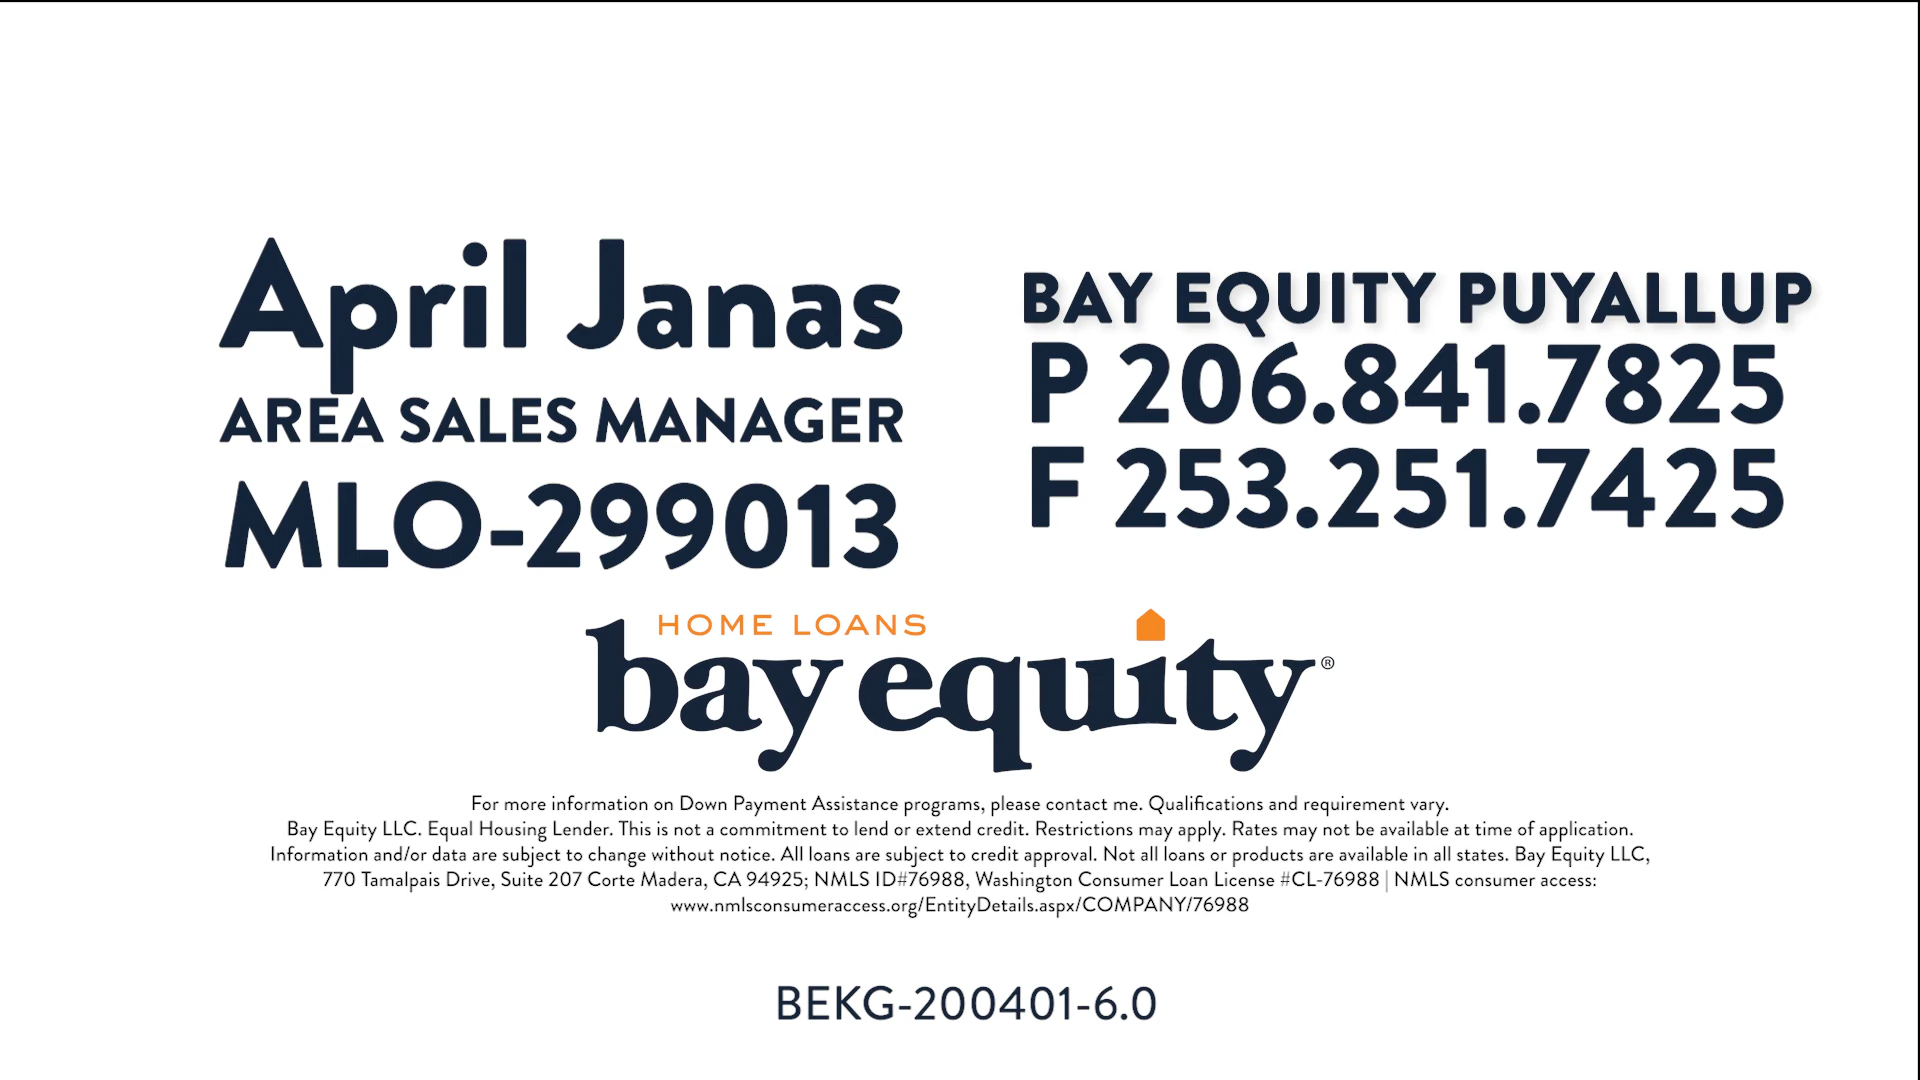 April Janas
AREA SALES MANAGER
MLO-299013
BAY EQUITY PUYALLUP
P 206.841.7825
F 253.251.7425
HOME LOANS
bay equity®
For more information on Down Payment Assistance programs, please contact me. Qualifications and requirement vary.
Bay Equity LLC. Equal Housing Lender. This is not a commitment to lend or extend credit. Restrictions may apply. Rates may not be available at time of application.
Information and/or data are subject to change without notice. All loans are subject to credit approval. Not all loans or products are available in all states. Bay Equity LLC,
770 Tamalpais Drive, Suite 207 Corte Madera, CA 94925; NMLS ID#76988, Washington Consumer Loan License #CL-76988 | NMLS consumer access:
www.nmlsconsumeraccess.org/EntityDetails.aspx/COMPANY/76988
BEKG-200401-6.0